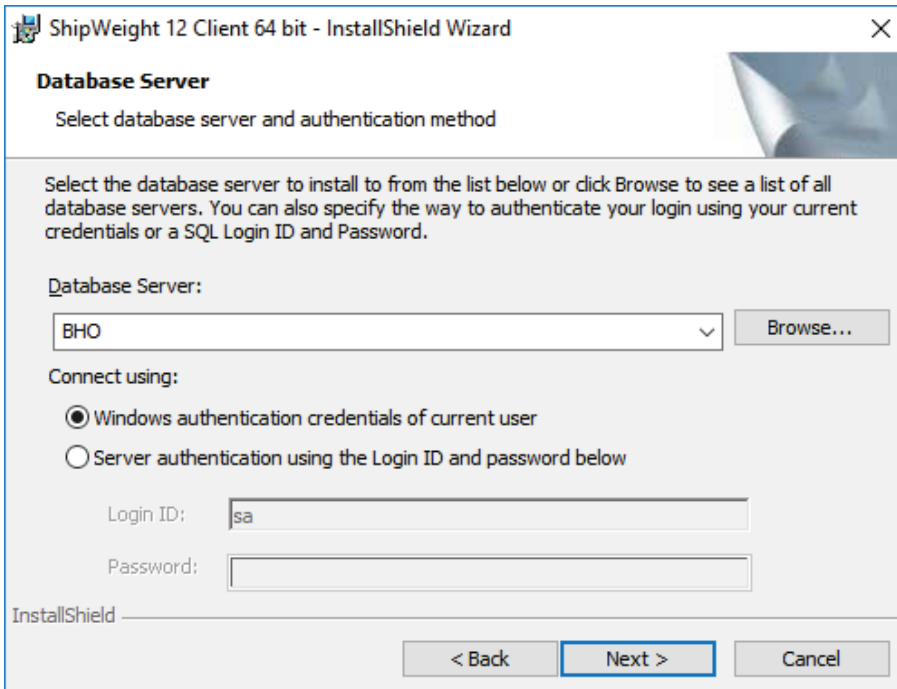 ShipWeight 12 Client 64 bit - InstallShield Wizard
Database Server
Select database server and authentication method
Select the database server to install to from the list below or click Browse to see a list of all
database servers. You can also specify the way to authenticate your login using your current
credentials or a SQL Login ID and Password.
Database Server:
BHO
Browse...
Connect using:
Windows authentication credentials of current user
Server authentication using the Login ID and password below
Login ID:
sa
Password:
InstallShield
< Back
Next >
Cancel